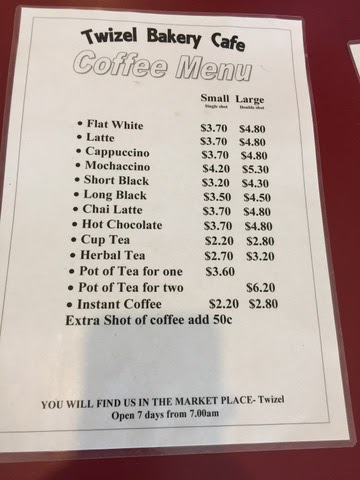 Twizel Bakery Cafe
Coffee Menu
Small Large
Single shot Double shot
• Flat White $3.70 $4.80
• Latte $3.70 $4.80
• Cappuccino $3.70 $4.80
• Mochaccino $4.20 $5.30
• Short Black $3.20 $4.30
• Long Black $3.50 $4.50
• Chai Latte $3.70 $4.80
• Hot Chocolate $3.70 $4.80
• Cup Tea $2.20 $2.80
• Herbal Tea $2.70 $3.20
• Pot of Tea for one $3.60
• Pot of Tea for two $6.20
• Instant Coffee $2.20 $2.80
Extra Shot of coffee add 50c
YOU WILL FIND US IN THE MARKET PLACE- Twizel
Open 7 days from 7.00am